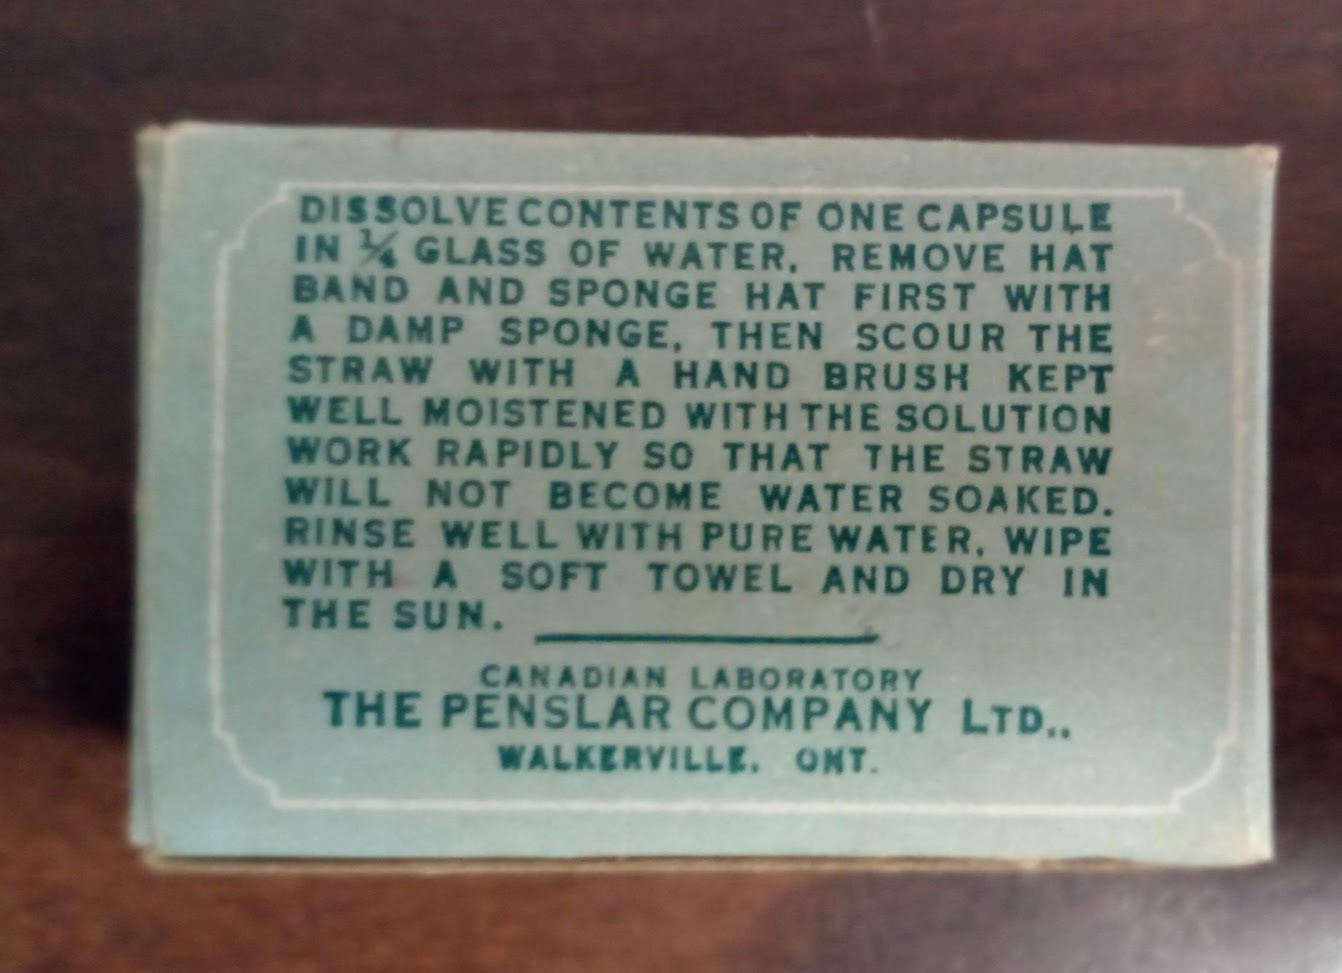 DISSOLVE CONTENTS OF ONE CAPSULE
IN ¼ GLASS OF WATER, REMOVE HAT
BAND AND SPONGE HAT FIRST WITH
A DAMP SPONGE, THEN SCOUR THE
STRAW WITH A HAND BRUSH KEPT
WELL MOISTENED WITH THE SOLUTION
WORK RAPIDLY SO THAT THE STRAW
WILL NOT BECOME WATER SOAKED.
RINSE WELL WITH PURE WATER, WIPE
WITH A SOFT TOWEL AND DRY IN
THE SUN.
CANADIAN LABORATORY
THE PENSLAR COMPANY LTD.,
WALKERVILLE, ONT.